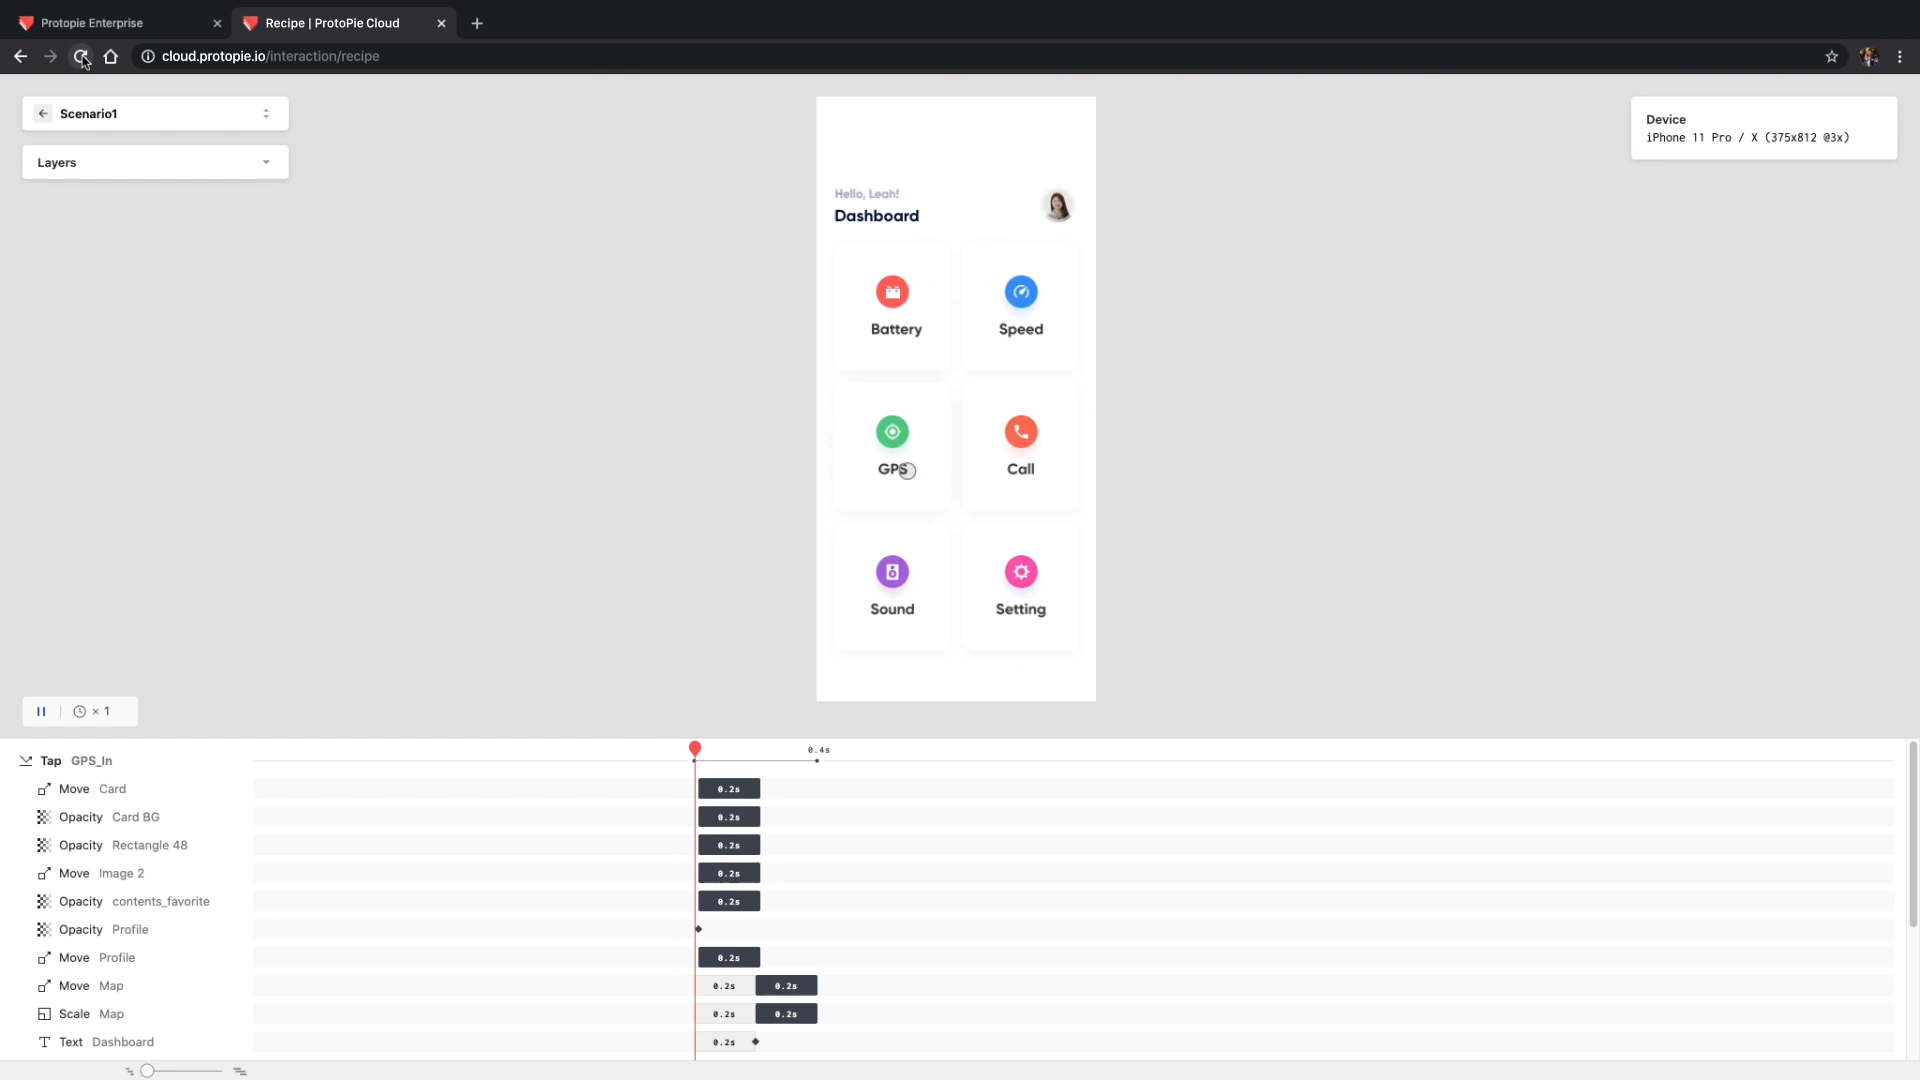 Protopie Enterprise
Recipe | ProtoPie Cloud
cloud.protopie.io/interaction/recipe
Scenario1
Layers
Device
iPhone 11 Pro / X (375x812 @3x)
Hello, Leah!
Dashboard
Battery
Speed
GPS
Call
Sound
Setting
× 1
0.4s
Tap GPS_In
Move Card 0.2s
Opacity Card BG 0.2s
Opacity Rectangle 48 0.2s
Move Image 2 0.2s
Opacity contents_favorite 0.2s
Opacity Profile
Move Profile 0.2s
Move Map 0.2s 0.2s
Scale Map 0.2s 0.2s
Text Dashboard 0.2s